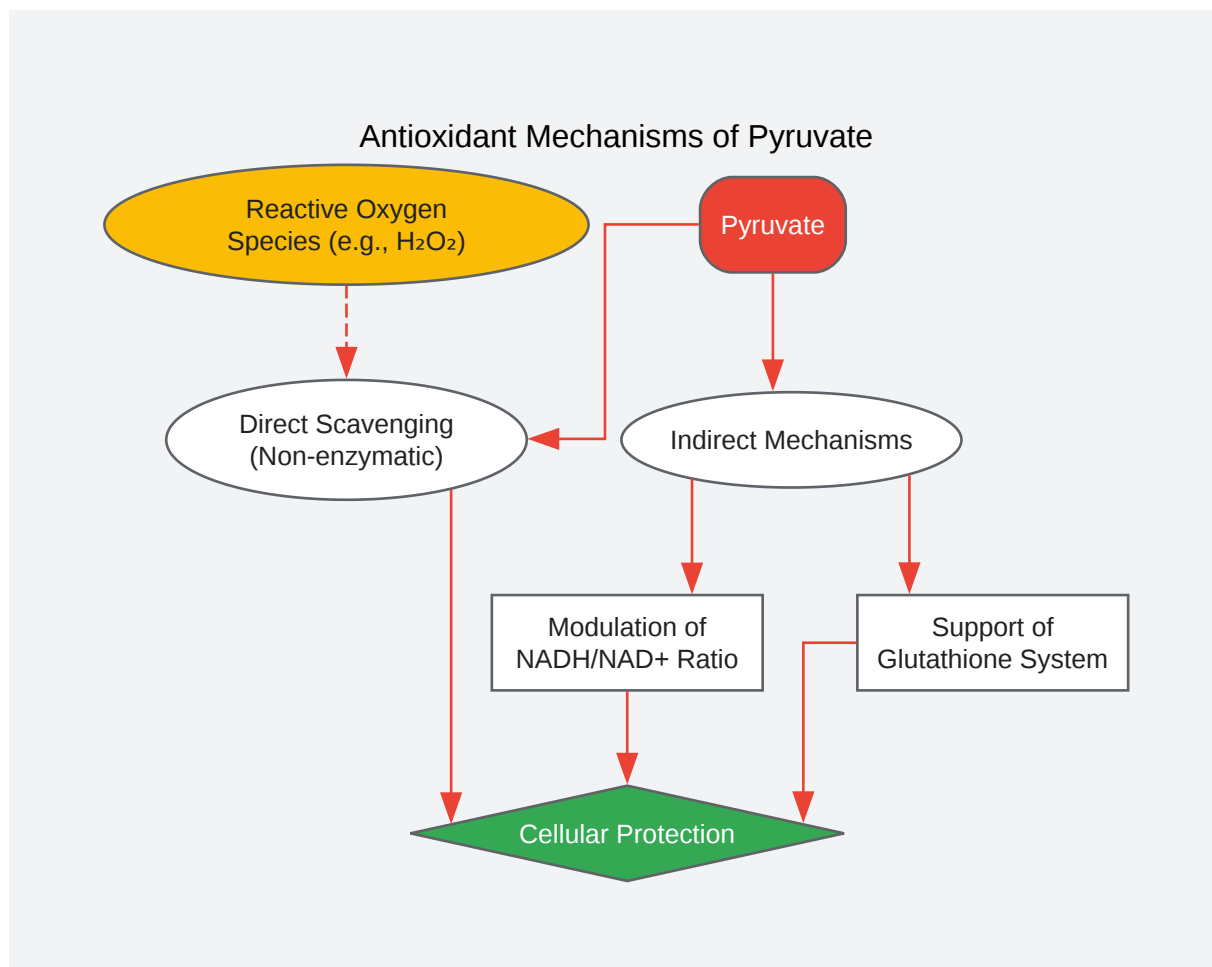 Antioxidant Mechanisms of Pyruvate
Reactive Oxygen
Species (e.g., H₂O₂)
Pyruvate
Direct Scavenging
(Non-enzymatic)
Indirect Mechanisms
Modulation of
NADH/NAD+ Ratio
Support of
Glutathione System
Cellular Protection